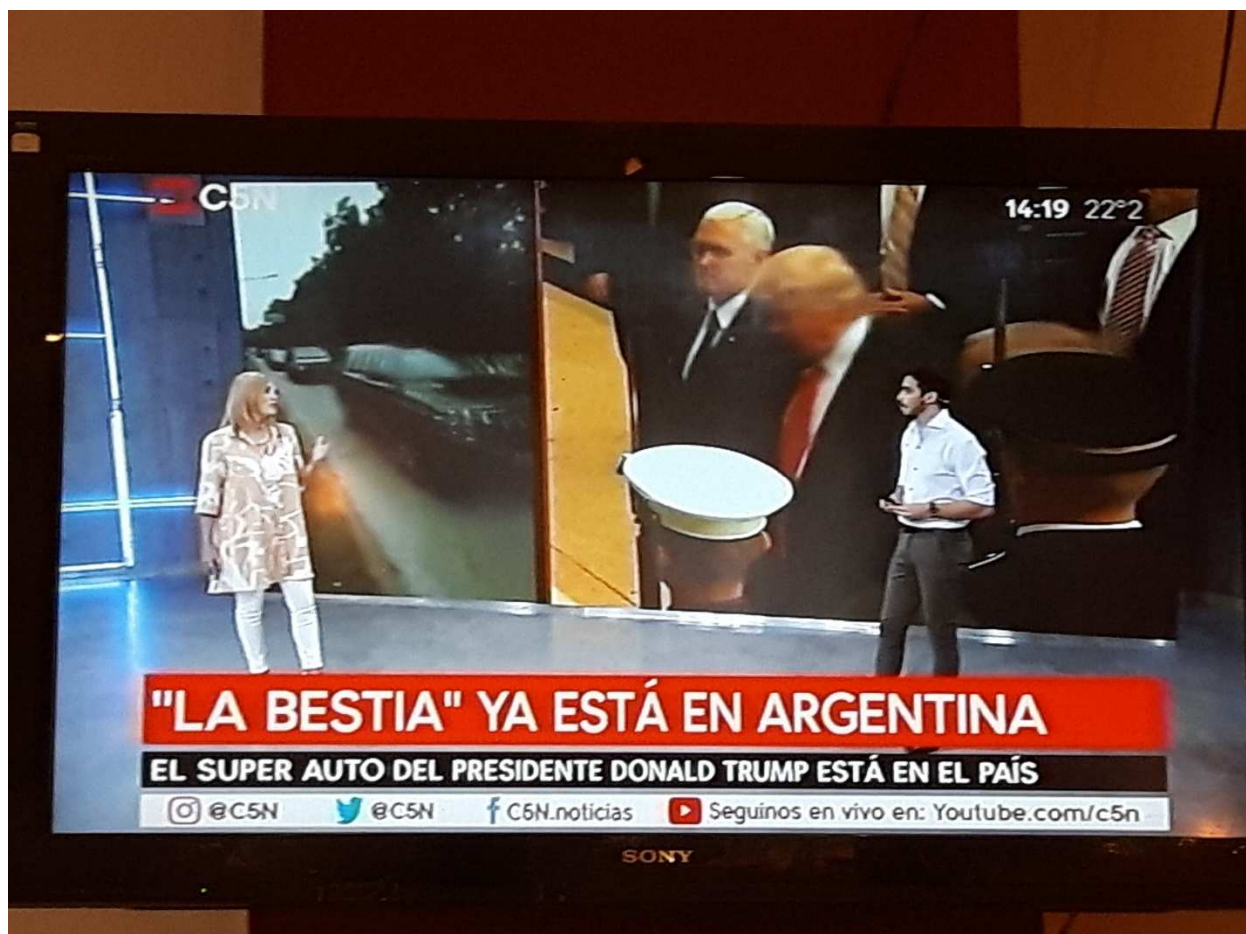 C5N
14:19 22°2
"LA BESTIA" YA ESTÁ EN ARGENTINA
EL SUPER AUTO DEL PRESIDENTE DONALD TRUMP ESTÁ EN EL PAÍS
@C5N @C5N C5N.noticias Seguinos en vivo en: Youtube.com/c5n
SONY